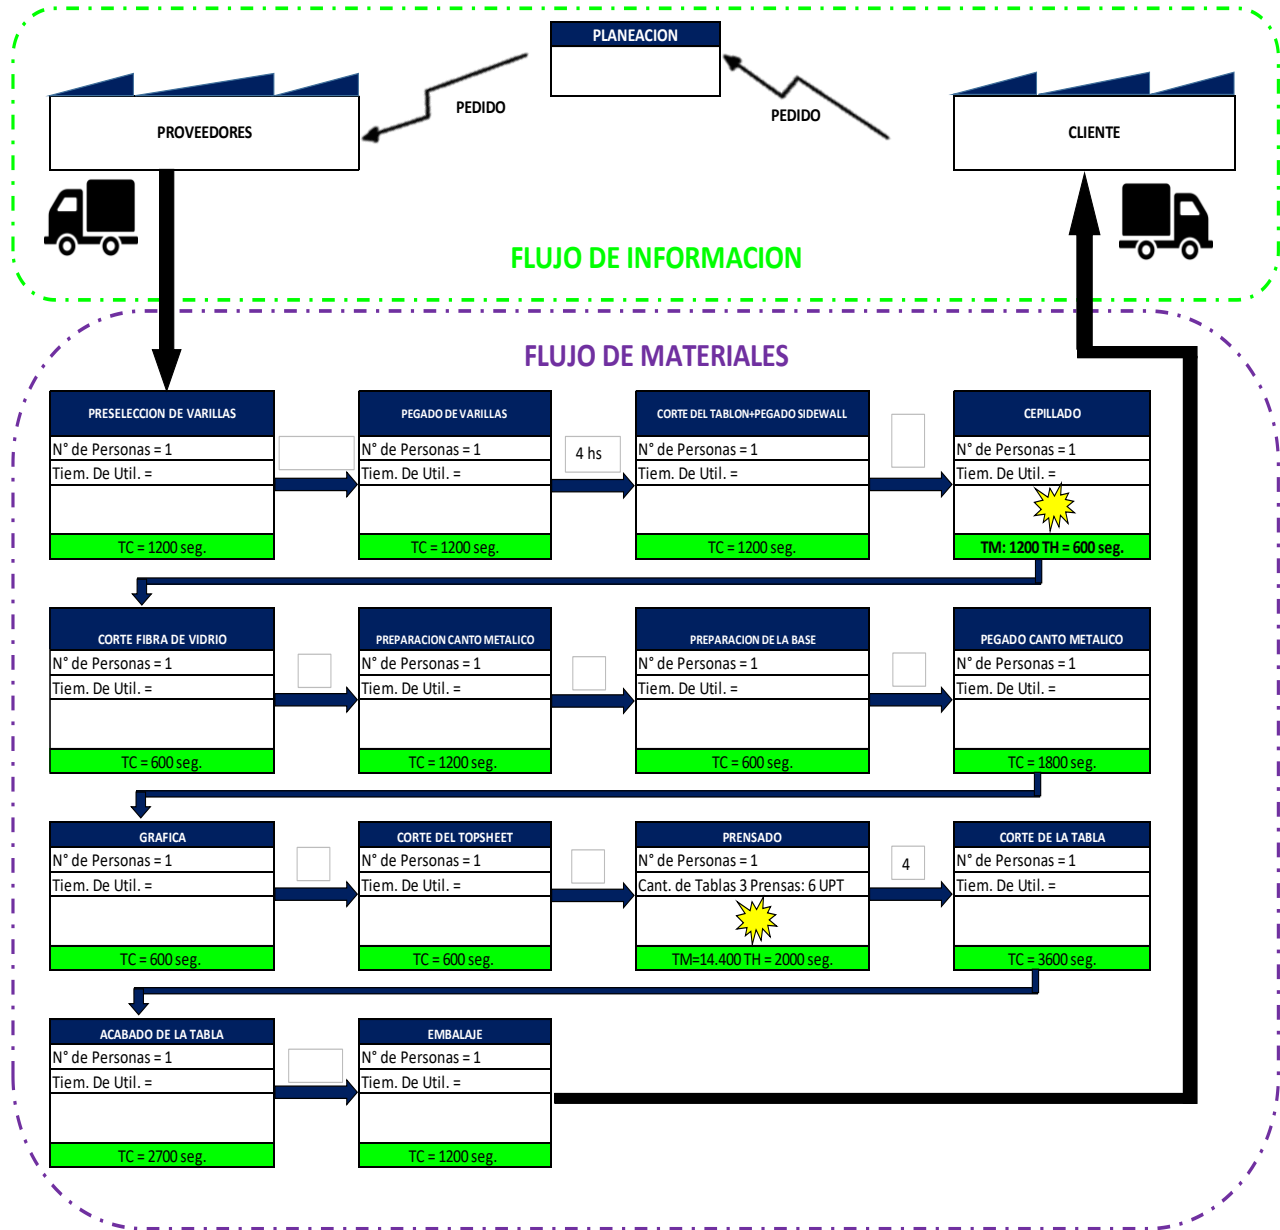 PLANEACION
PEDIDO
PEDIDO
PROVEEDORES
CLIENTE
FLUJO DE INFORMACION
FLUJO DE MATERIALES
PRESELECCION DE VARILLAS
N° de Personas = 1
Tiem. De Util. =
TC = 1200 seg.
PEGADO DE VARILLAS
N° de Personas = 1
Tiem. De Util. =
TC = 1200 seg.
4 hs
CORTE DEL TABLON+PEGADO SIDEWALL
N° de Personas = 1
Tiem. De Util. =
TC = 1200 seg.
CEPILLADO
N° de Personas = 1
Tiem. De Util. =
TM: 1200 TH = 600 seg.
CORTE FIBRA DE VIDRIO
N° de Personas = 1
Tiem. De Util. =
TC = 600 seg.
PREPARACION CANTO METALICO
N° de Personas = 1
Tiem. De Util. =
TC = 1200 seg.
PREPARACION DE LA BASE
N° de Personas = 1
Tiem. De Util. =
TC = 600 seg.
PEGADO CANTO METALICO
N° de Personas = 1
Tiem. De Util. =
TC = 1800 seg.
GRAFICA
N° de Personas = 1
Tiem. De Util. =
TC = 600 seg.
CORTE DEL TOPSHEET
N° de Personas = 1
Tiem. De Util. =
TC = 600 seg.
PRENSADO
N° de Personas = 1
Cant. de Tablas 3 Prensas: 6 UPT
TM=14.400 TH = 2000 seg.
4
CORTE DE LA TABLA
N° de Personas = 1
Tiem. De Util. =
TC = 3600 seg.
ACABADO DE LA TABLA
N° de Personas = 1
Tiem. De Util. =
TC = 2700 seg.
EMBALAJE
N° de Personas = 1
Tiem. De Util. =
TC = 1200 seg.